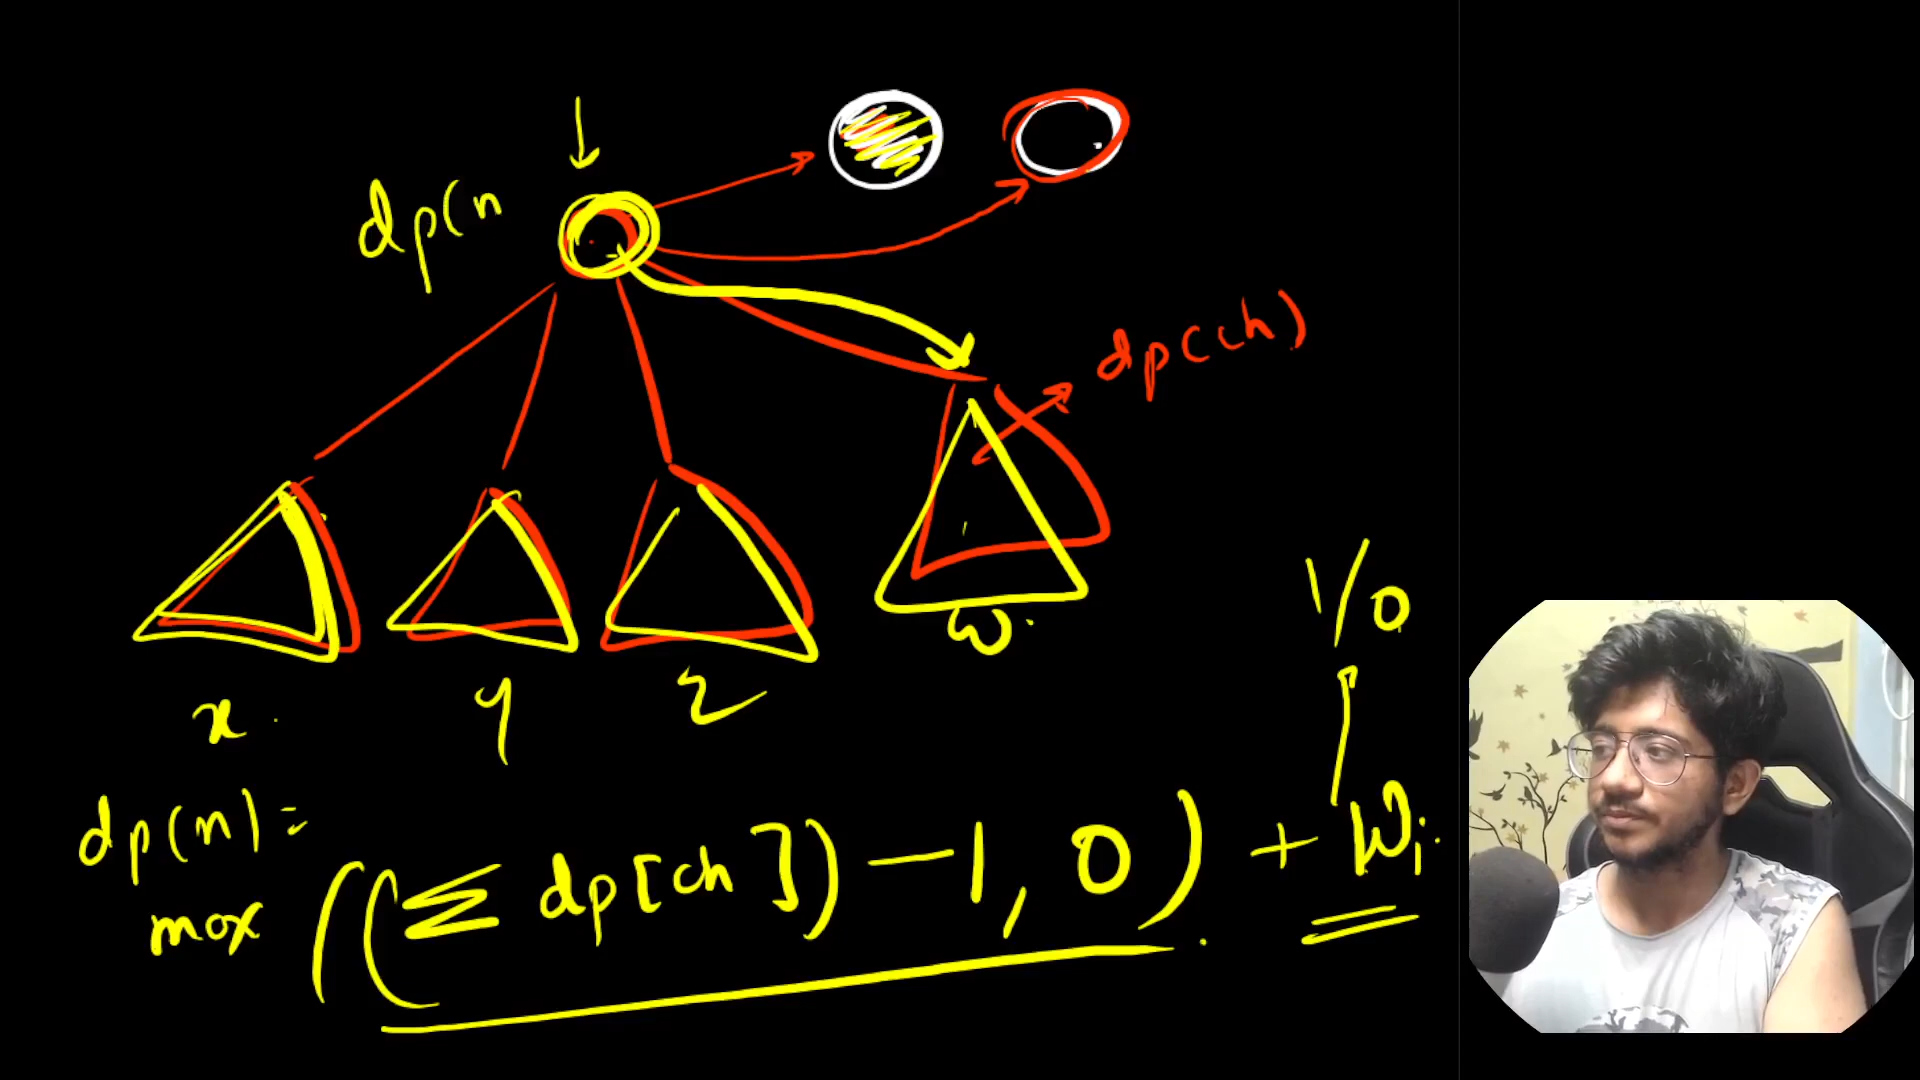 dp(n
dp(ch)
1/0
w
x
y
z
dp(n) =
max ((Σ dp[ch]) - 1, 0) + Wi